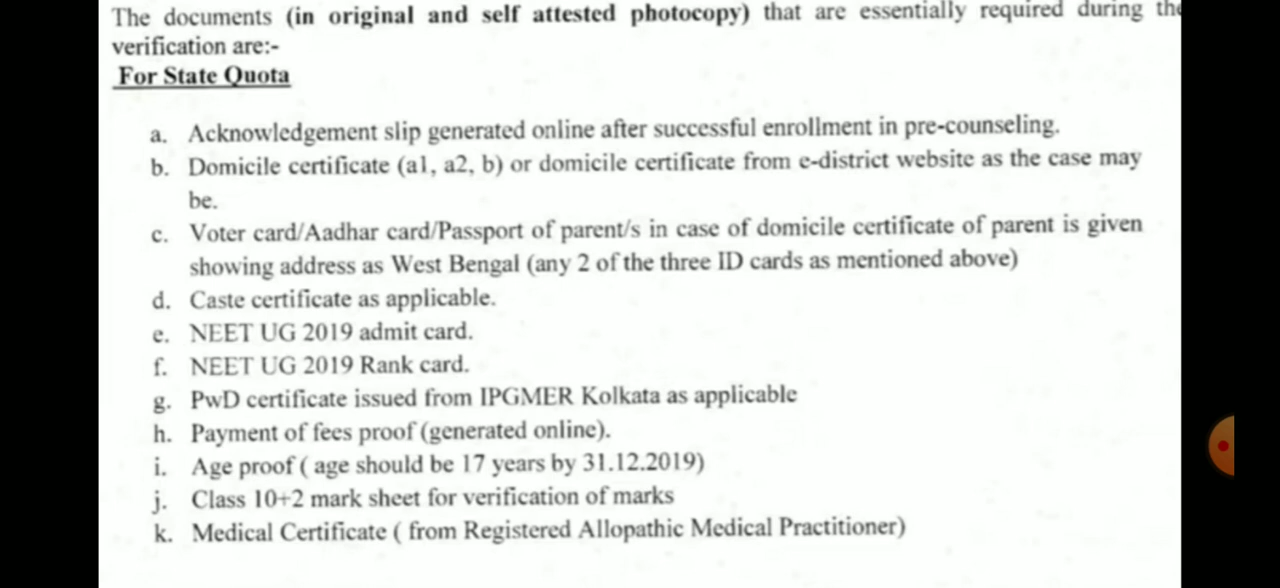 The documents (in original and self attested photocopy) that are essentially required during the
verification are:-
For State Quota
a. Acknowledgement slip generated online after successful enrollment in pre-counseling.
b. Domicile certificate (a1, a2, b) or domicile certificate from e-district website as the case may
be.
c. Voter card/Aadhar card/Passport of parent/s in case of domicile certificate of parent is given
showing address as West Bengal (any 2 of the three ID cards as mentioned above)
d. Caste certificate as applicable.
e. NEET UG 2019 admit card.
f. NEET UG 2019 Rank card.
g. PwD certificate issued from IPGMER Kolkata as applicable
h. Payment of fees proof (generated online).
i. Age proof ( age should be 17 years by 31.12.2019)
j. Class 10+2 mark sheet for verification of marks
k. Medical Certificate ( from Registered Allopathic Medical Practitioner)